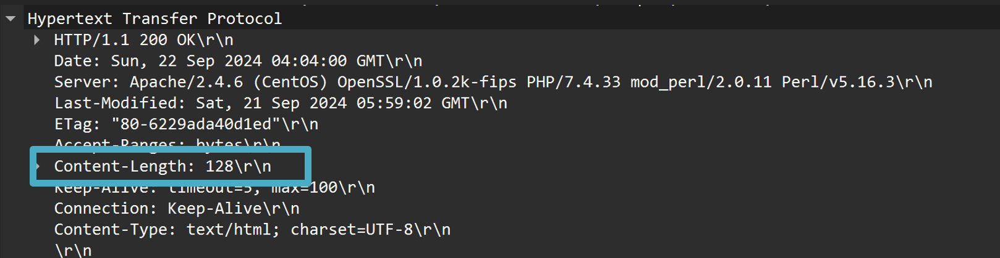 Hypertext Transfer Protocol
HTTP/1.1 200 OK\r\n
Date: Sun, 22 Sep 2024 04:04:00 GMT\r\n
Server: Apache/2.4.6 (CentOS) OpenSSL/1.0.2k-fips PHP/7.4.33 mod_perl/2.0.11 Perl/v5.16.3\r\n
Last-Modified: Sat, 21 Sep 2024 05:59:02 GMT\r\n
ETag: "80-6229ada40d1ed"\r\n
Accept-Ranges: bytes\r\n
Content-Length: 128\r\n
Keep-Alive: timeout=5, max=100\r\n
Connection: Keep-Alive\r\n
Content-Type: text/html; charset=UTF-8\r\n
\r\n